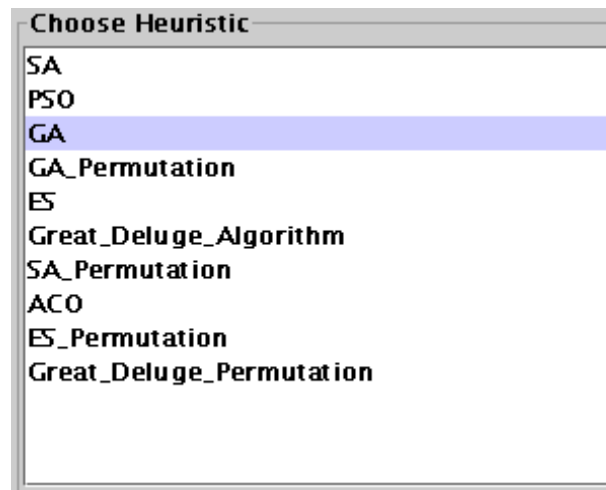 Choose Heuristic
SA
PSO
GA
GA_Permutation
ES
Great_Deluge_Algorithm
SA_Permutation
ACO
ES_Permutation
Great_Deluge_Permutation